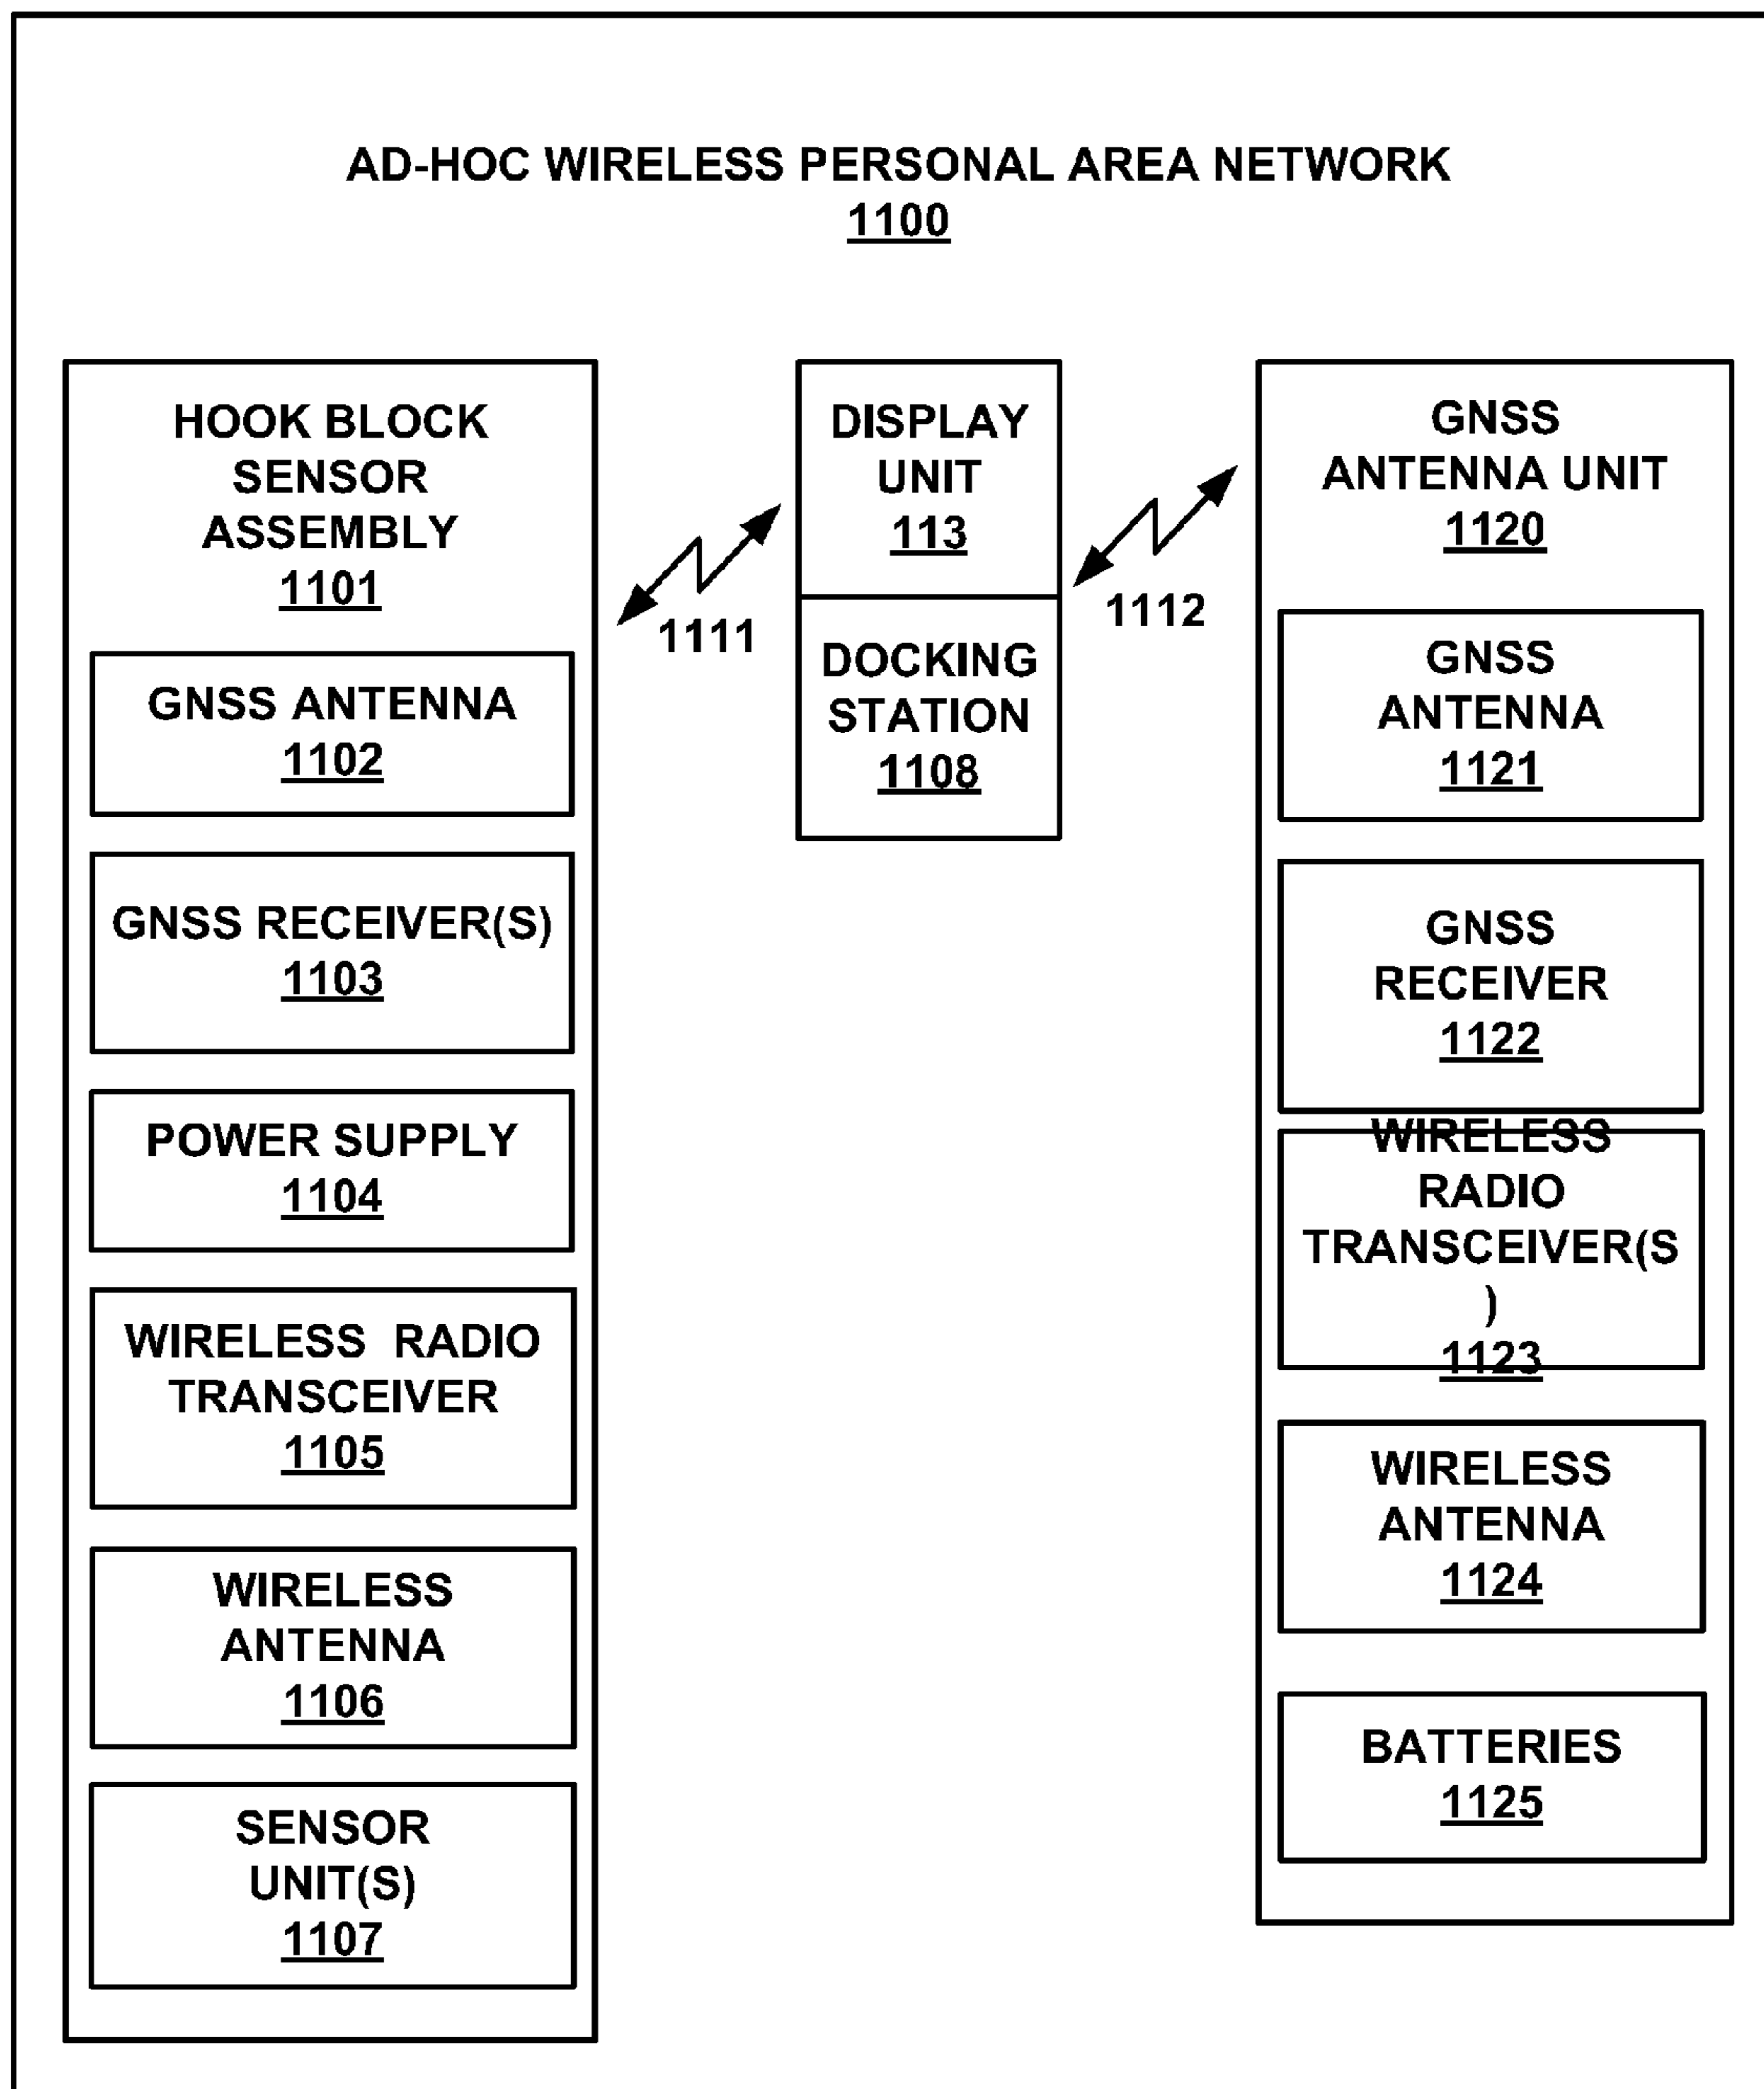 AD-HOC WIRELESS PERSONAL AREA NETWORK
1100
HOOK BLOCK
SENSOR
ASSEMBLY
1101
GNSS ANTENNA
1102
GNSS RECEIVER(S)
1103
POWER SUPPLY
1104
WIRELESS RADIO
TRANSCEIVER
1105
WIRELESS
ANTENNA
1106
SENSOR
UNIT(S)
1107
1111
DISPLAY
UNIT
113
DOCKING
STATION
1108
1112
GNSS
ANTENNA UNIT
1120
GNSS
ANTENNA
1121
GNSS
RECEIVER
1122
WIRELESS
RADIO
TRANSCEIVER(S
)
1123
WIRELESS
ANTENNA
1124
BATTERIES
1125